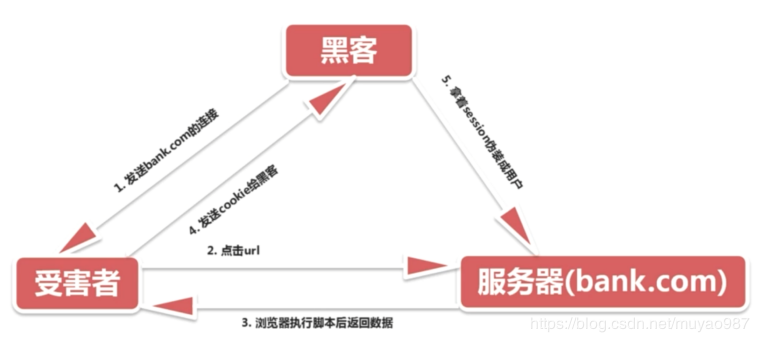 黑客
1. 发送bank.com的连接
5. 拿着session伪装成用户
4. 发送cookie给黑客
2. 点击url
受害者
服务器(bank.com)
3. 浏览器执行脚本后返回数据
https://blog.csdn.net/muyao987